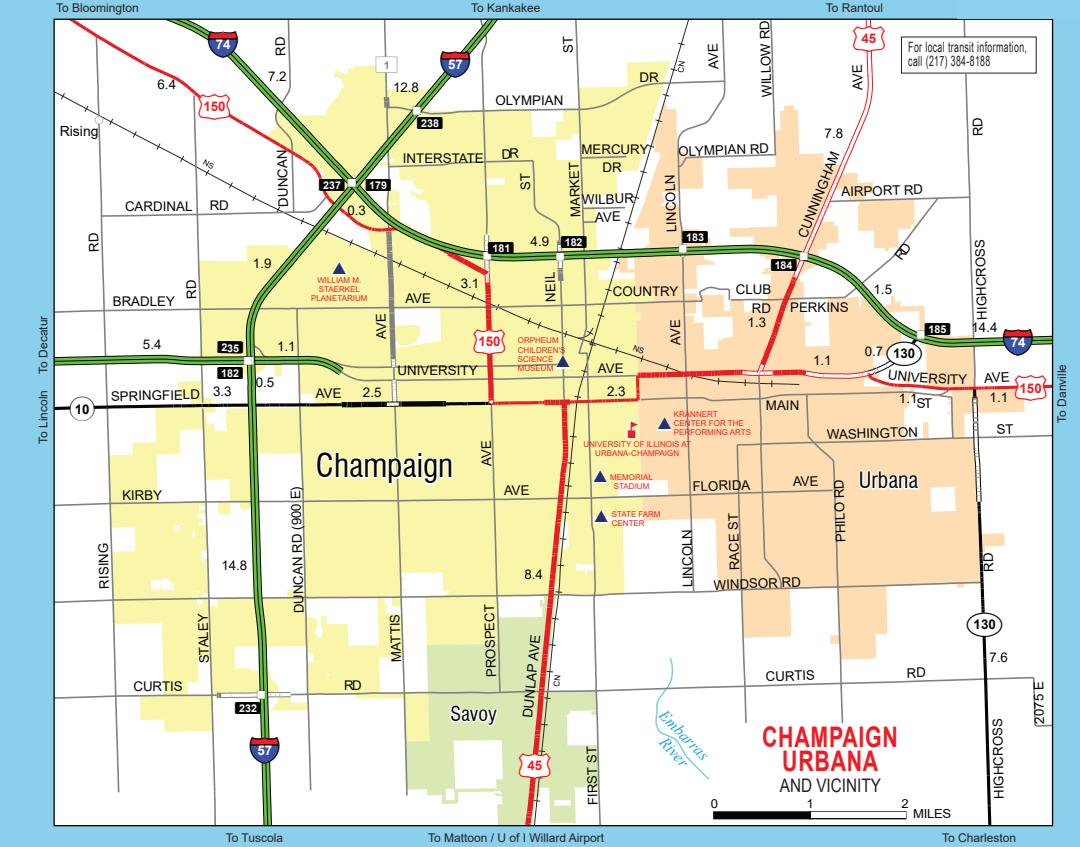 To Bloomington
To Kankakee
To Rantoul
For local transit information,
call (217) 384-8188
74
57
45
1
150
6.4
7.2
12.8
RD
ST
DR
CN
AVE
WILLOW RD
AVE
OLYMPIAN
238
Rising
NS
DUNCAN
INTERSTATE DR
MERCURY
DR
OLYMPIAN RD
7.8
RD
237
179
0.3
ST
MARKET
WILBUR
AVE
LINCOLN
CUNNINGHAM
AIRPORT RD
CARDINAL RD
RD
181
4.9
182
183
184
RD
HIGHCROSS
1.9
WILLIAM M.
STAERKEL
PLANETARIUM
3.1
NEIL
COUNTRY
CLUB
RD
PERKINS
1.5
BRADLEY
RD
AVE
AVE
AVE
1.3
185
14.4
74
To Decatur
5.4
235
1.1
150
ORPHEUM
CHILDREN'S
SCIENCE
MUSEUM
NS
1.1
0.7
130
182
0.5
UNIVERSITY
AVE
UNIVERSITY AVE
150
To Danville
To Lincoln
10
SPRINGFIELD
3.3
AVE
2.5
2.3
MAIN
1.1
ST
1.1
KRANNERT
CENTER FOR THE
PERFORMING ARTS
UNIVERSITY OF ILLINOIS AT
URBANA-CHAMPAIGN
WASHINGTON
ST
Champaign
AVE
MEMORIAL
STADIUM
Urbana
KIRBY
AVE
FLORIDA
AVE
STATE FARM
CENTER
DUNCAN RD (900 E)
RACE ST
PHILO RD
RISING
14.8
8.4
LINCOLN
WINDSOR RD
RD
STALEY
MATTIS
PROSPECT
DUNLAP AVE
130
7.6
CURTIS
RD
CN
CURTIS
RD
232
Savoy
Embarras
River
2075 E
57
45
FIRST ST
CHAMPAIGN
URBANA
AND VICINITY
HIGHCROSS
0
1
2
MILES
To Tuscola
To Mattoon / U of I Willard Airport
To Charleston